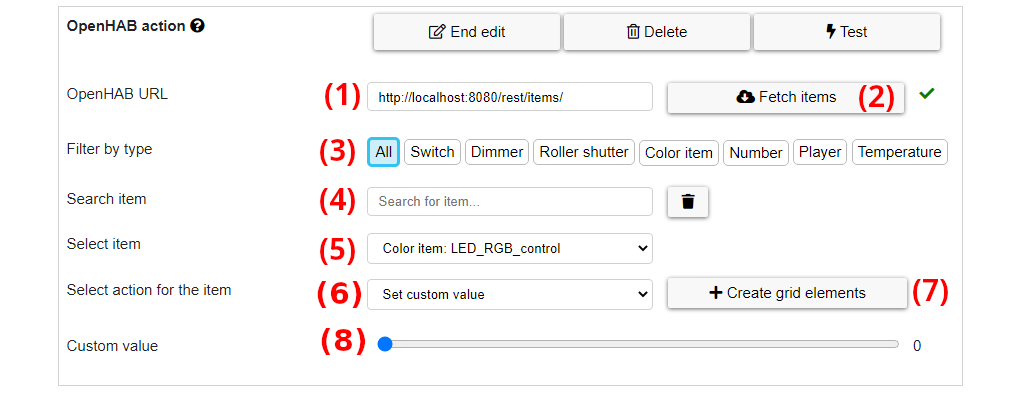 OpenHAB action End edit Delete Test
OpenHAB URL (1) http://localhost:8080/rest/items/ Fetch items (2)
Filter by type (3) All Switch Dimmer Roller shutter Color item Number Player Temperature
Search item (4) Search for item...
Select item (5) Color item: LED_RGB_control
Select action for the item (6) Set custom value Create grid elements (7)
Custom value (8) 0